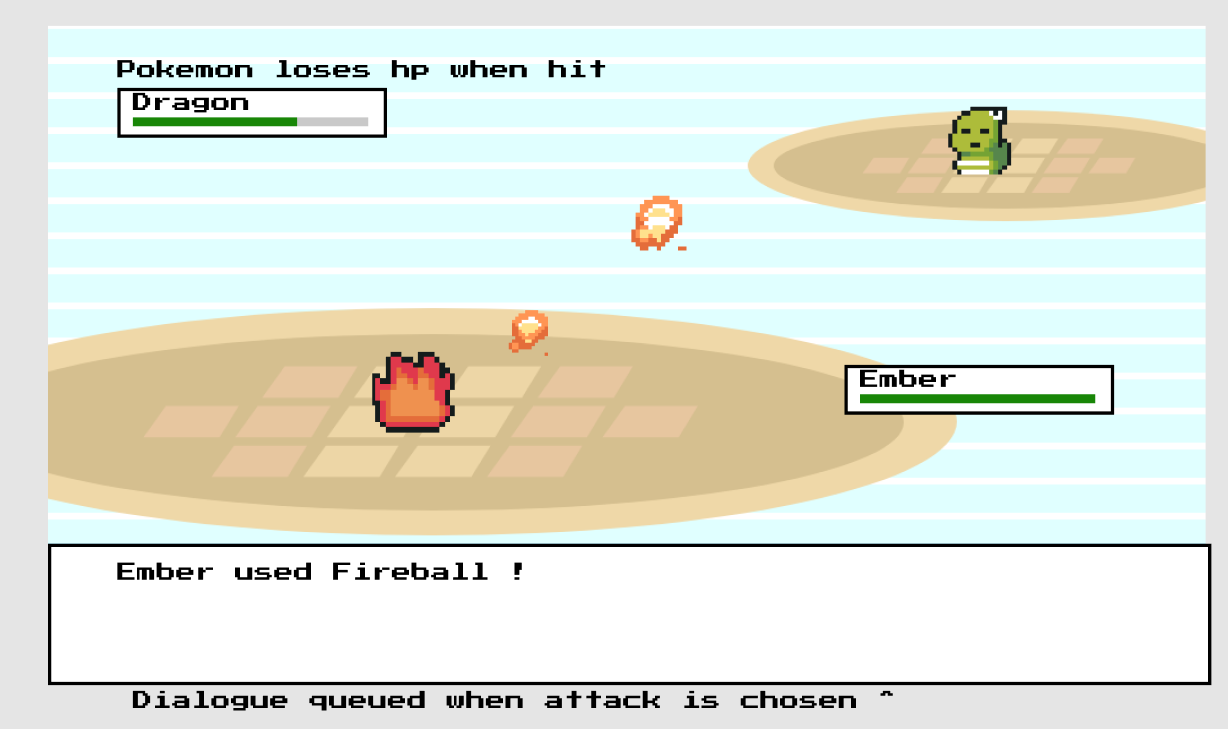 Pokemon loses hp when hit
Dragon
Ember
Ember used Fireball !
Dialogue queued when attack is chosen ^